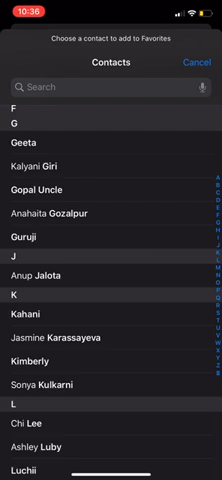 10:36
Choose a contact to add to Favorites
Contacts
Cancel
Search
F
G
Geeta
Kalyani Giri
Gopal Uncle
Anahaita Gozalpur
Guruji
J
Anup Jalota
K
Kahani
Jasmine Karassayeva
Kimberly
Sonya Kulkarni
L
Chi Lee
Ashley Luby
Luchii
A
B
C
D
E
F
G
H
I
J
K
L
M
N
O
P
Q
R
S
T
U
V
W
X
Y
Z
#